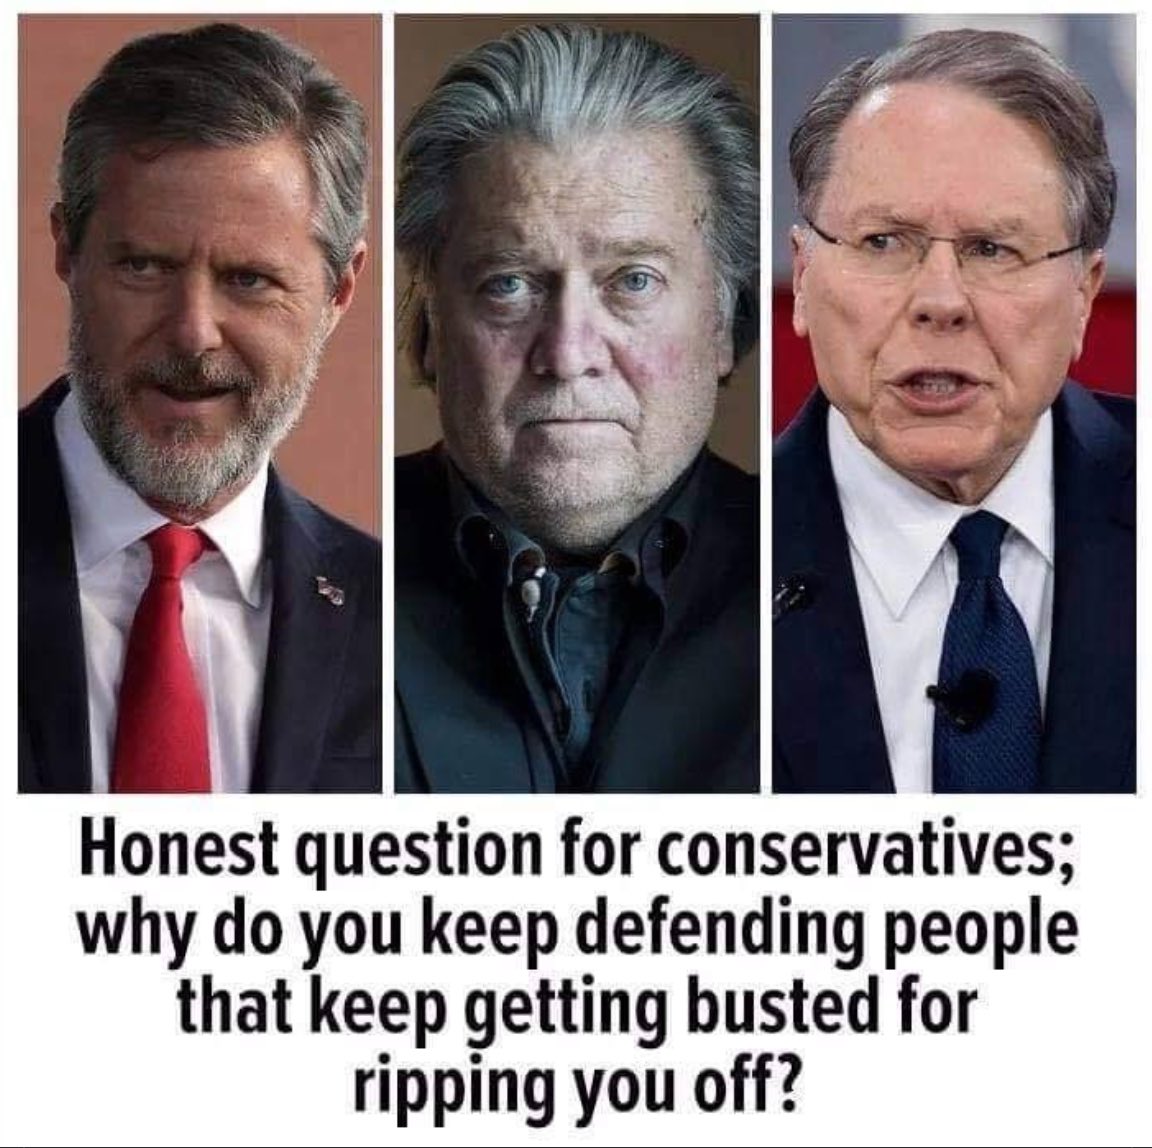 Honest question for conservatives;
why do you keep defending people
that keep getting busted for
ripping you off?